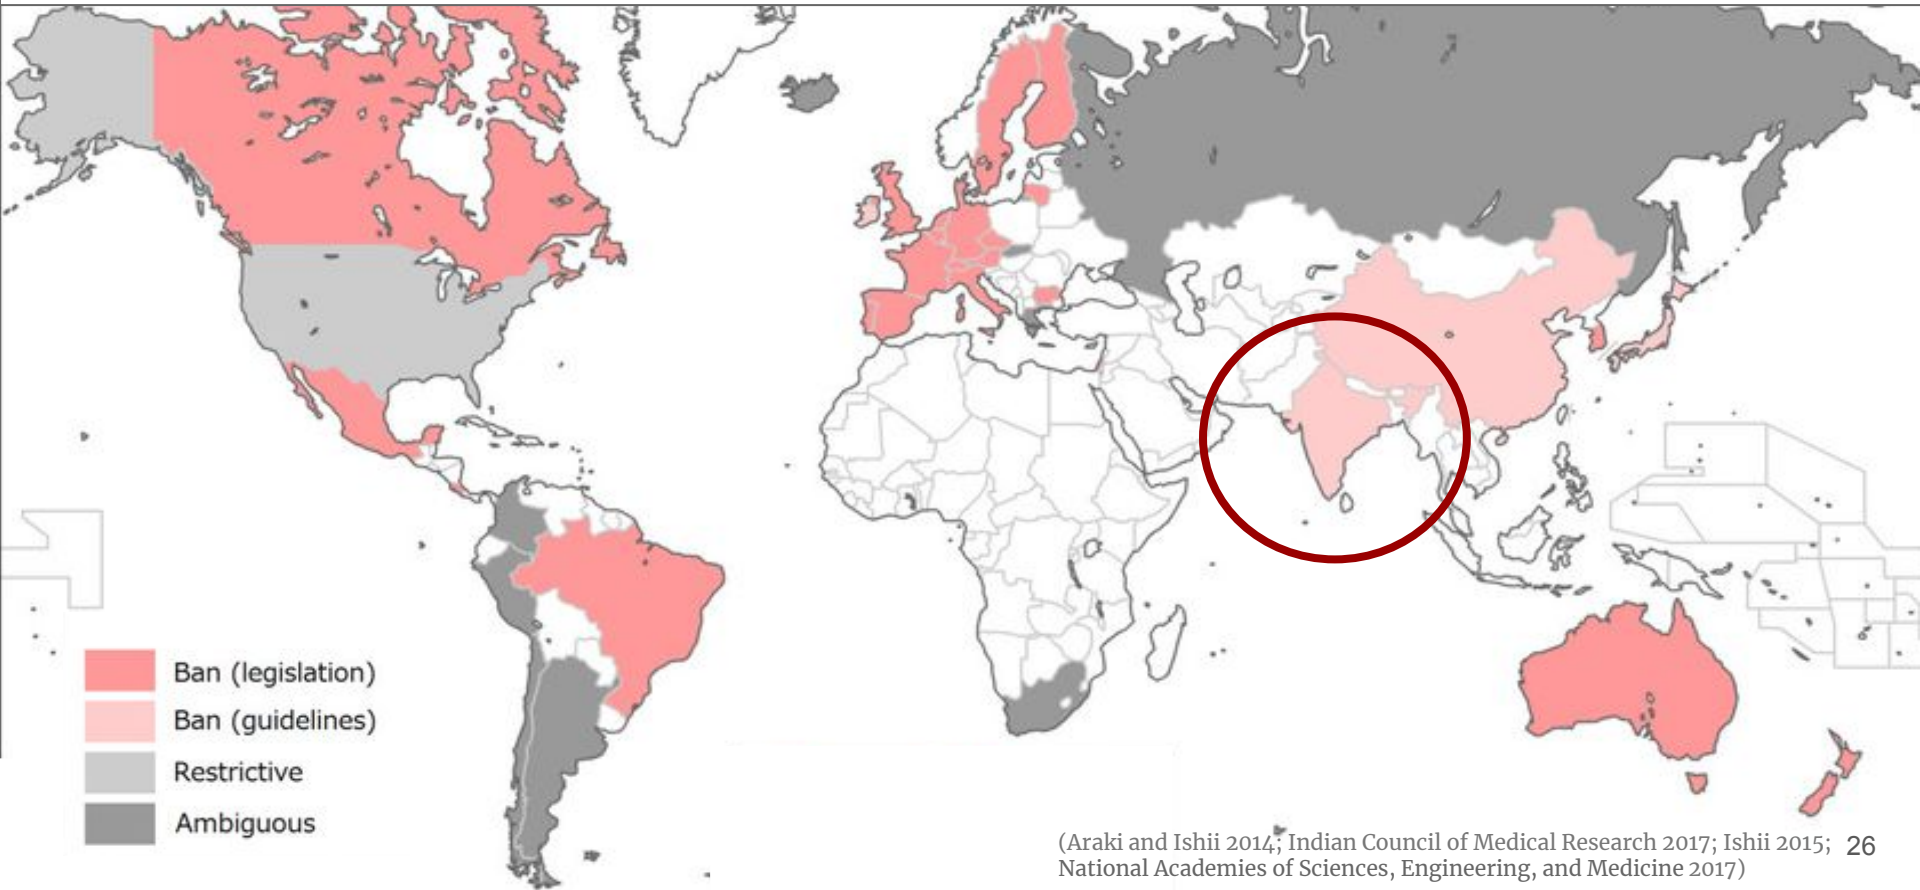 Ban (legislation)
Ban (guidelines)
Restrictive
Ambiguous
(Araki and Ishii 2014; Indian Council of Medical Research 2017; Ishii 2015;
National Academies of Sciences, Engineering, and Medicine 2017)
26